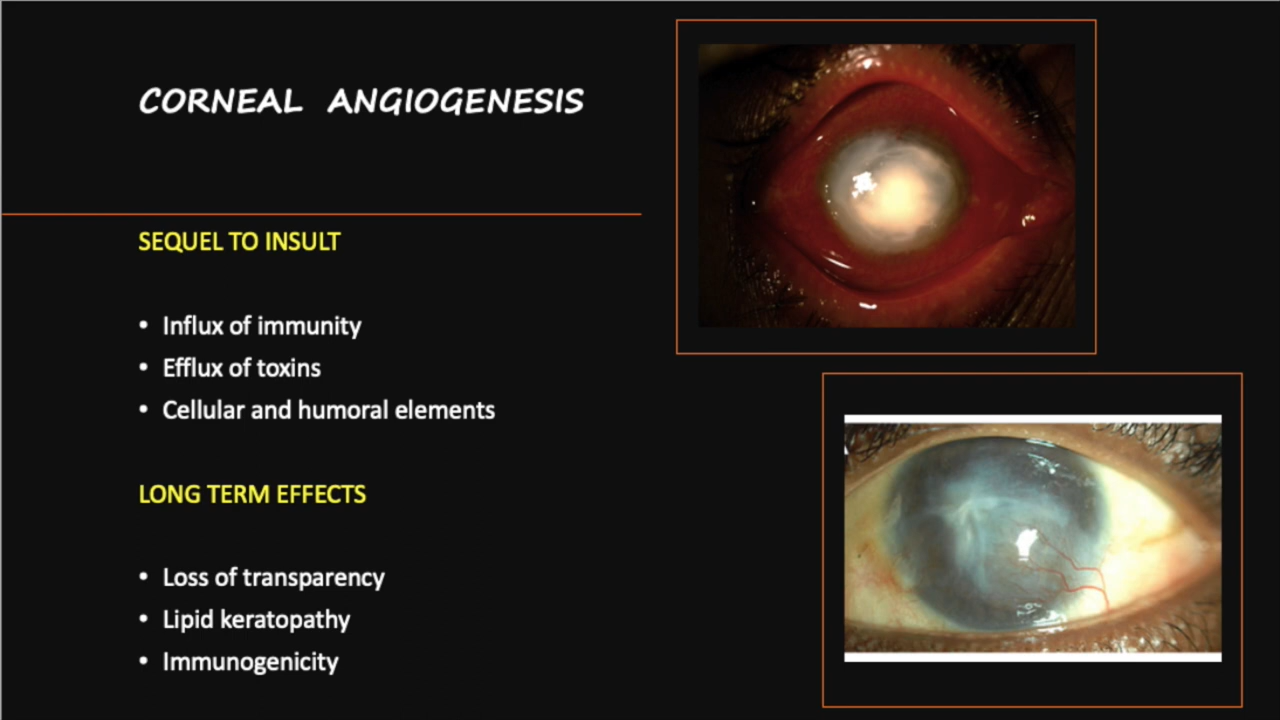 CORNEAL ANGIOGENESIS
SEQUEL TO INSULT
• Influx of immunity
• Efflux of toxins
• Cellular and humoral elements
LONG TERM EFFECTS
• Loss of transparency
• Lipid keratopathy
• Immunogenicity